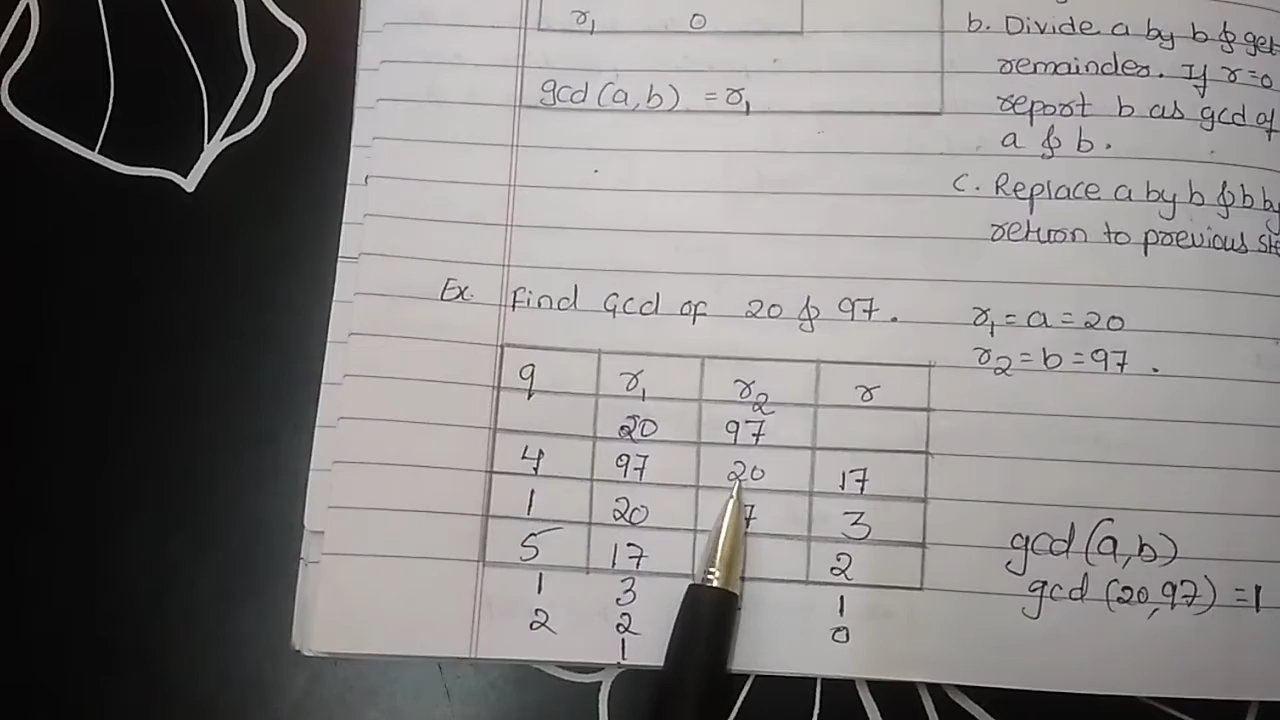 r₁ 0
gcd(a,b) = r₁
b. Divide a by b & get
remainder. If r=0
report b as gcd of
a & b.
c. Replace a by b & b by
return to previous
Ex. Find Gcd of 20 & 97.
r₁ = a = 20
r₂ = b = 97.
q r₁ r₂ r
20 97
4 97 20 17
1 20 7 3
5 17 2
1 3 1
2 2 0
1
gcd(a,b)
gcd(20,97) = 1